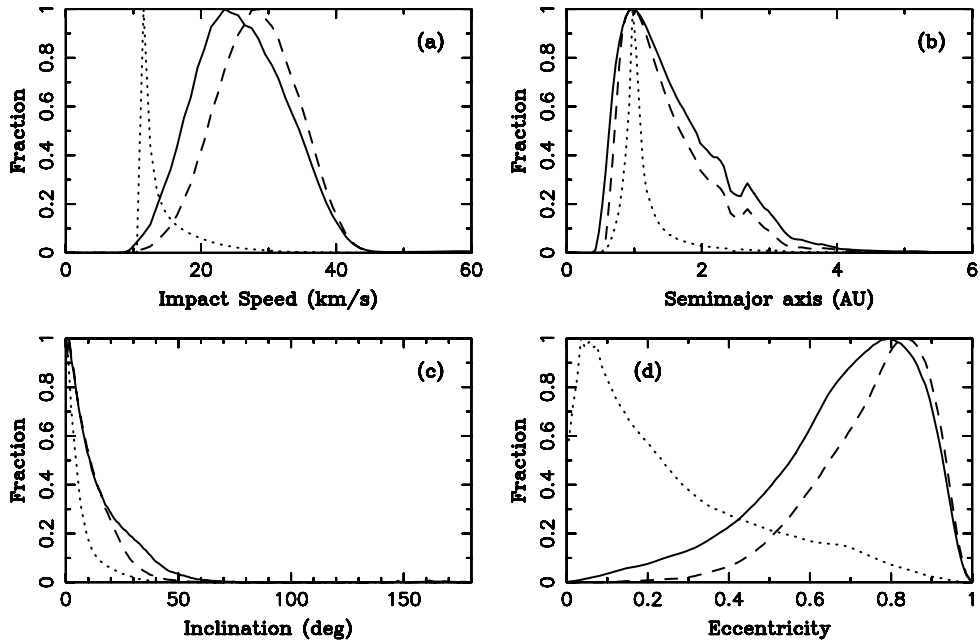 (a)
Fraction
0 0.2 0.4 0.6 0.8 1
0 20 40 60
Impact Speed (km/s)
(b)
Fraction
0 0.2 0.4 0.6 0.8 1
0 2 4 6
Semimajor axis (AU)
(c)
Fraction
0 0.2 0.4 0.6 0.8 1
0 50 100 150
Inclination (deg)
(d)
Fraction
0 0.2 0.4 0.6 0.8 1
0 0.2 0.4 0.6 0.8 1
Eccentricity